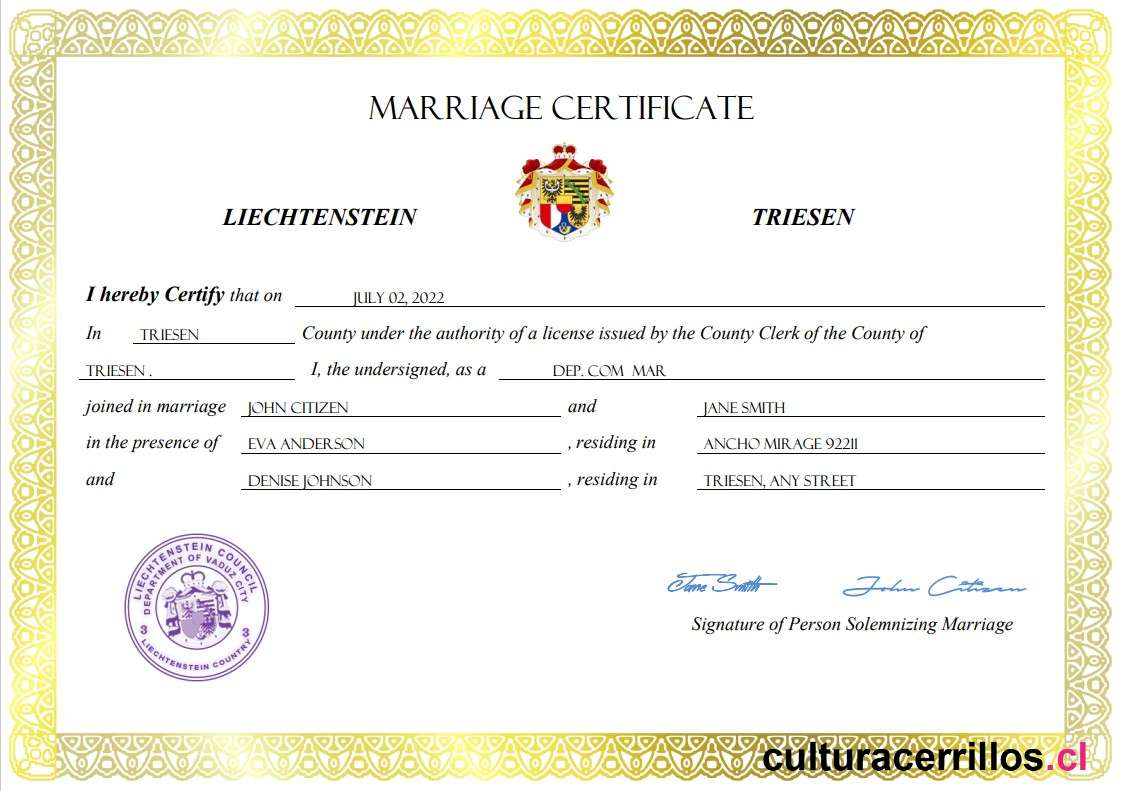 MARRIAGE CERTIFICATE
LIECHTENSTEIN TRIESEN
I hereby Certify that on JULY 02, 2022
In TRIESEN County under the authority of a license issued by the County Clerk of the County of
TRIESEN . I, the undersigned, as a DEP. COM MAR
joined in marriage JOHN CITIZEN and JANE SMITH
in the presence of EVA ANDERSON , residing in ANCHO MIRAGE 92211
and DENISE JOHNSON , residing in TRIESEN, ANY STREET
LIECHTENSTEIN COUNCIL
DEPARTMENT OF VADUZ CITY
3 3
LIECHTENSTEIN COUNTRY
Jane Smith John Citizen
Signature of Person Solemnizing Marriage
culturacerrillos.cl